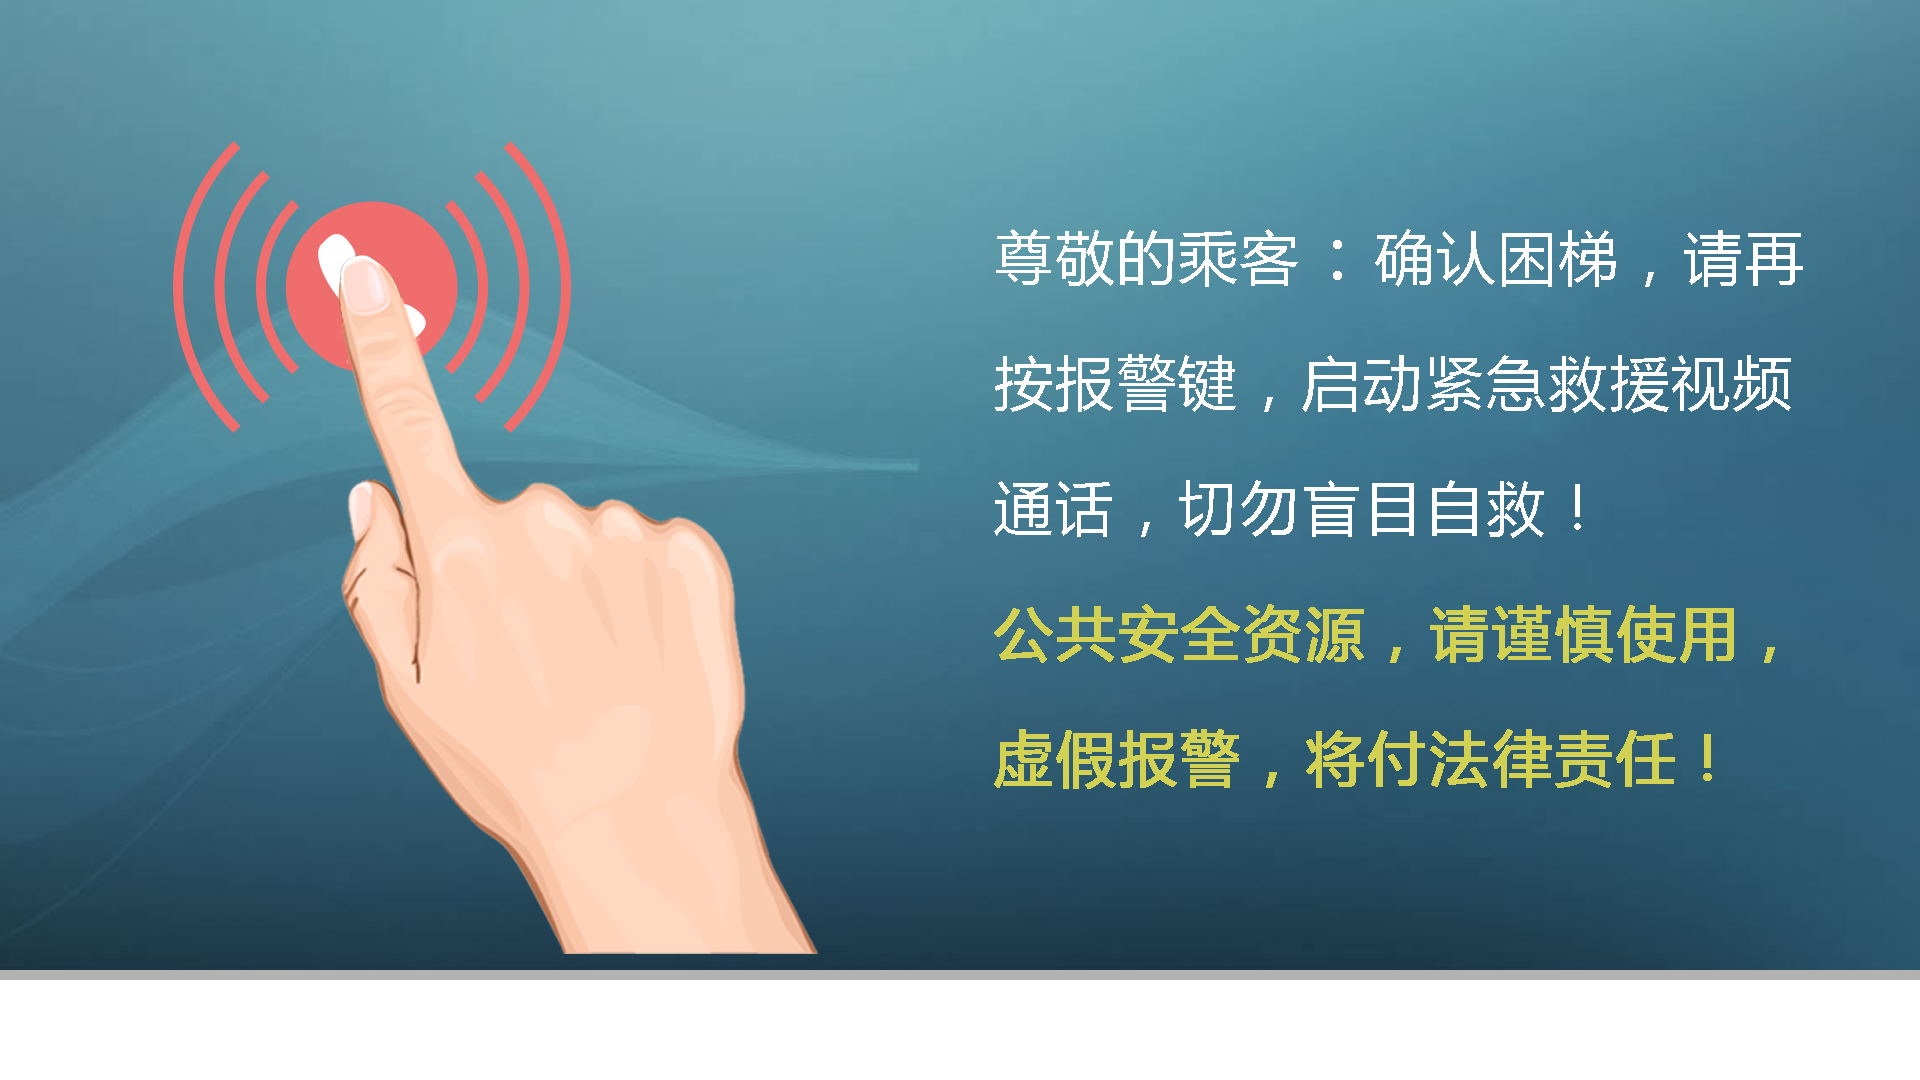 尊敬的乘客：确认困梯，请再
按报警键，启动紧急救援视频
通话，切勿盲目自救！
公共安全资源，请谨慎使用，
虚假报警，将付法律责任！